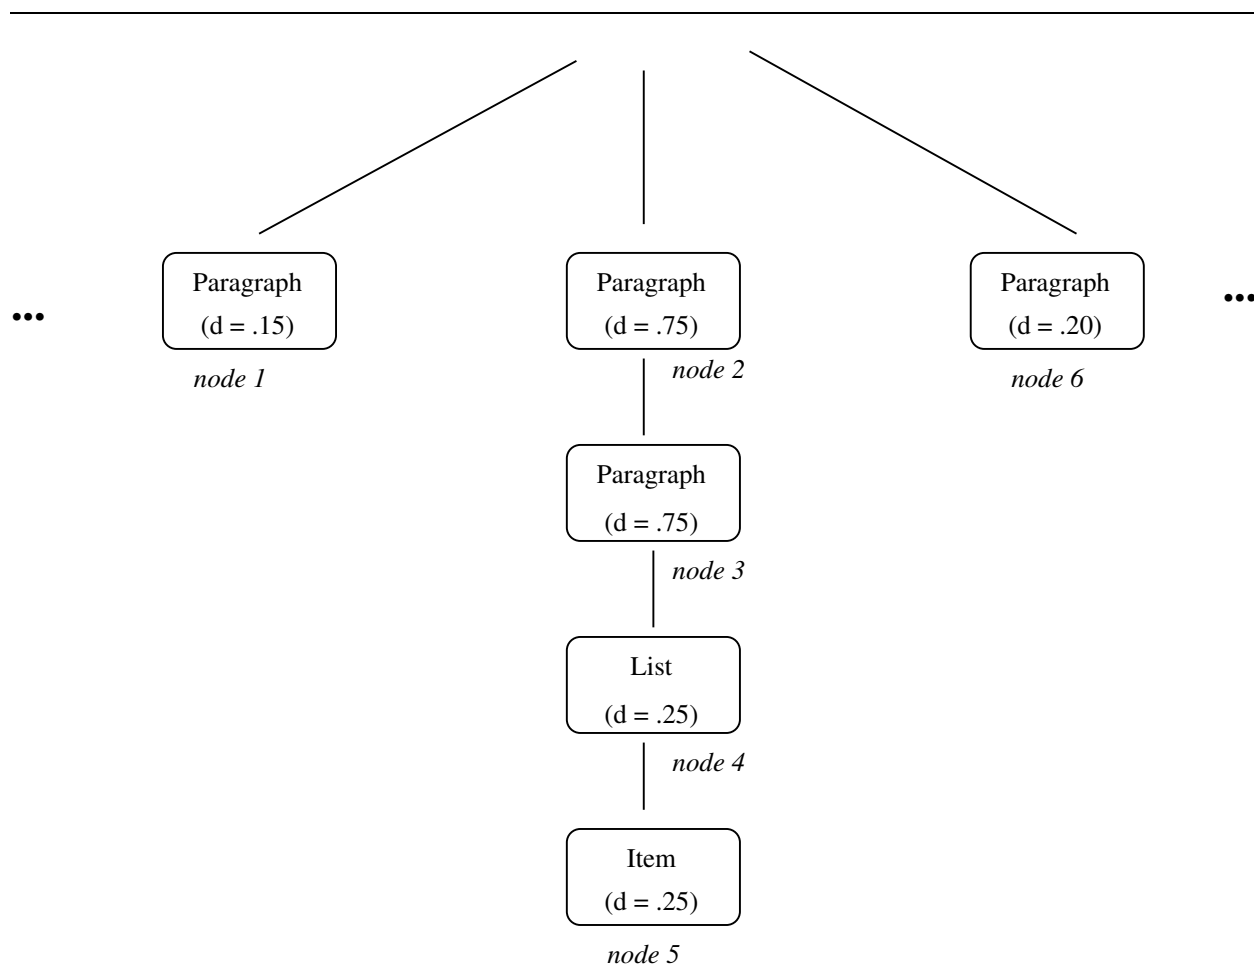 Paragraph
(d = .15)
node 1
Paragraph
(d = .75)
node 2
Paragraph
(d = .20)
node 6
•••
•••
Paragraph
(d = .75)
node 3
List
(d = .25)
node 4
Item
(d = .25)
node 5